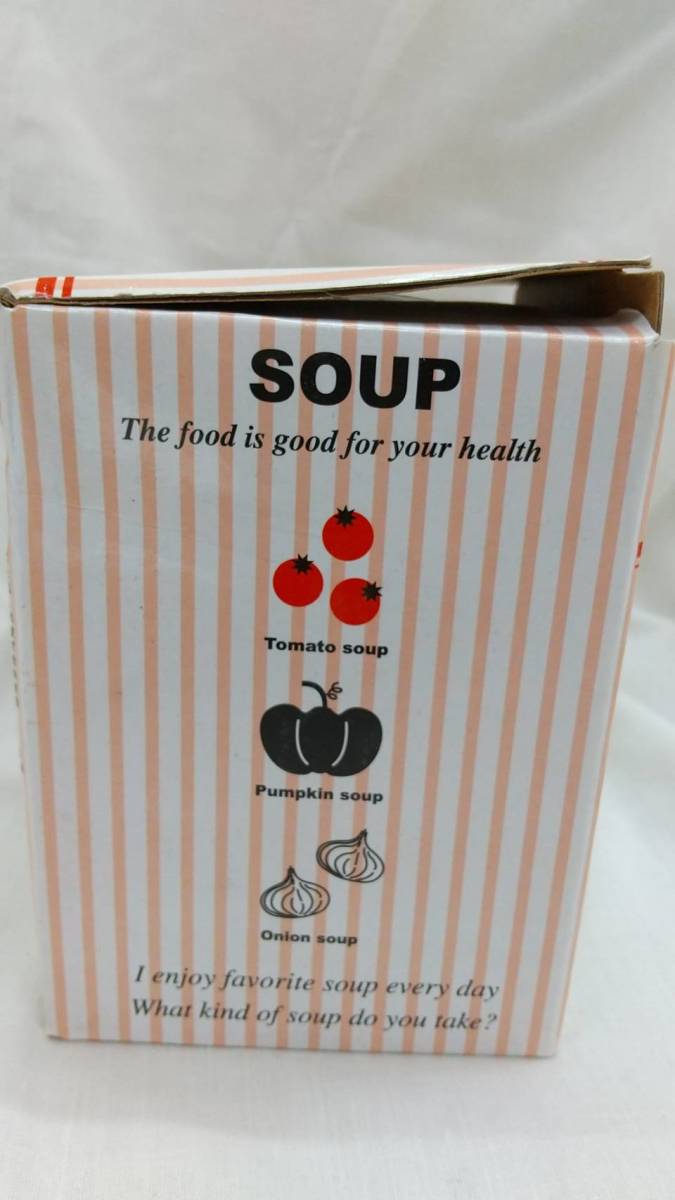 SOUP
The food is good for your health
Tomato soup
Pumpkin soup
Onion soup
I enjoy favorite soup every day
What kind of soup do you take?